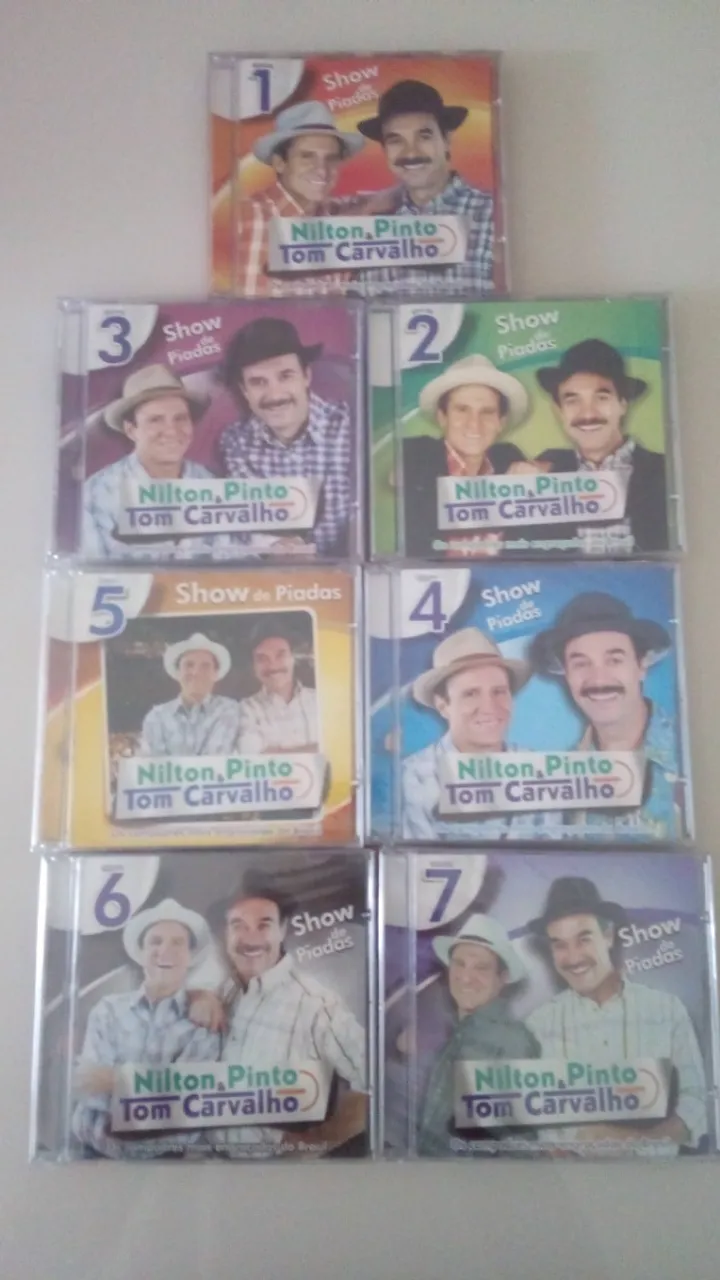 1
Show
de
Piadas
Nilton & Pinto
Tom Carvalho
3
Show
de
Piadas
Nilton & Pinto
Tom Carvalho
2
Show
de
Piadas
Nilton & Pinto
Tom Carvalho
5
Show de Piadas
Nilton & Pinto
Tom Carvalho
4
Show
de
Piadas
Nilton & Pinto
Tom Carvalho
6
Show
de
Piadas
Nilton & Pinto
Tom Carvalho
7
Show
de
Piadas
Nilton & Pinto
Tom Carvalho